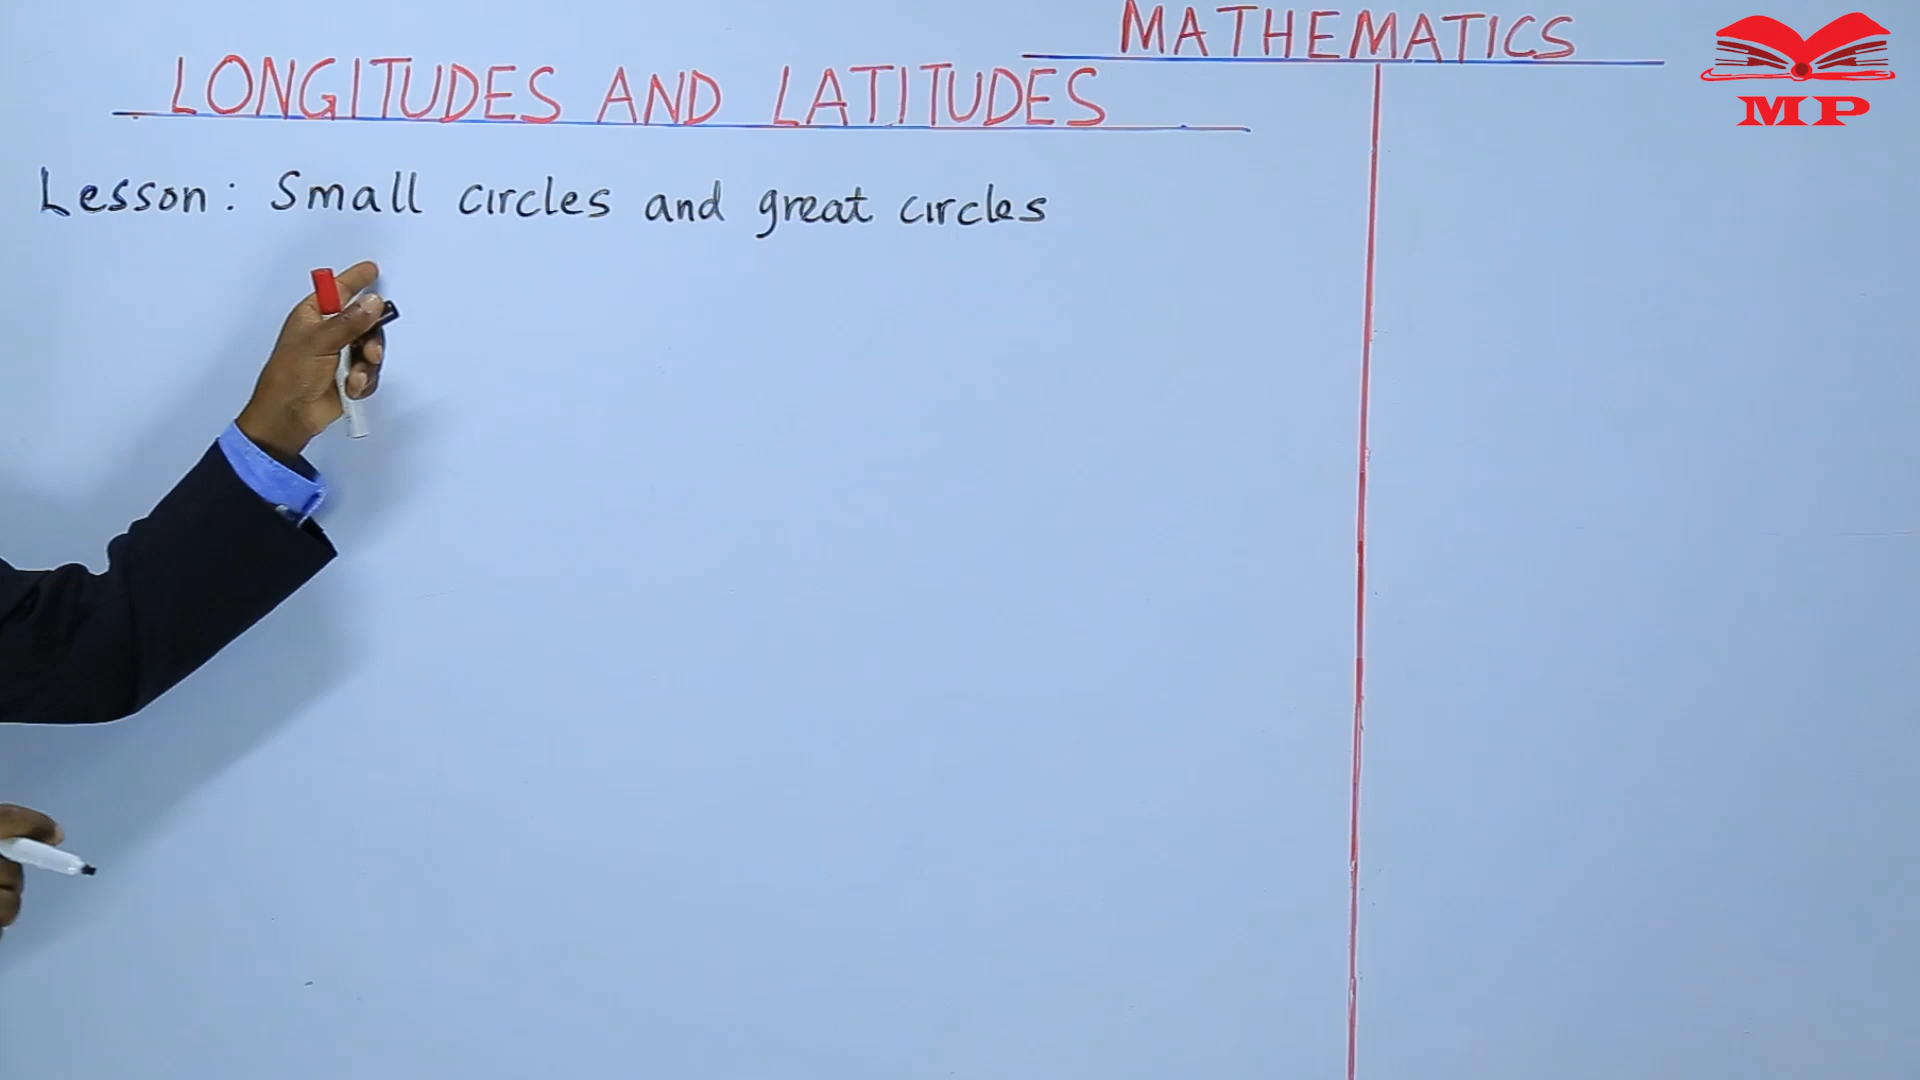 MATHEMATICS
MP
LONGITUDES AND LATITUDES
Lesson: Small circles and great circles